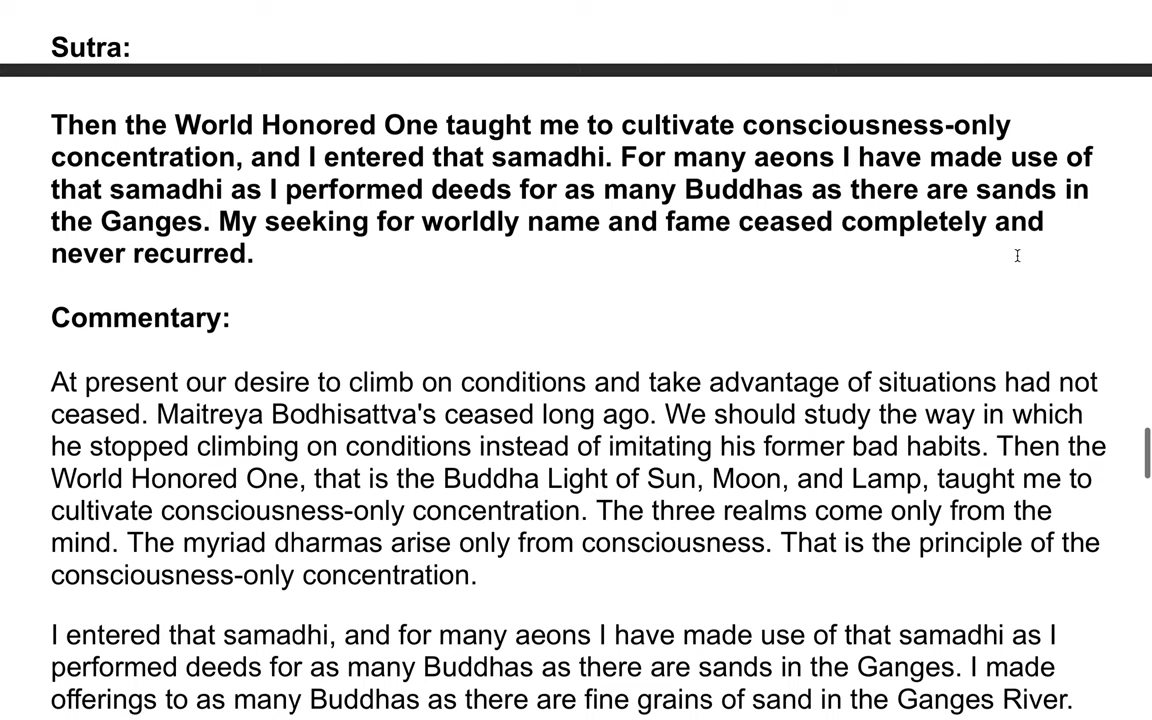 Sutra:
Then the World Honored One taught me to cultivate consciousness-only
concentration, and I entered that samadhi. For many aeons I have made use of
that samadhi as I performed deeds for as many Buddhas as there are sands in
the Ganges. My seeking for worldly name and fame ceased completely and
never recurred.
Commentary:
At present our desire to climb on conditions and take advantage of situations had not
ceased. Maitreya Bodhisattva's ceased long ago. We should study the way in which
he stopped climbing on conditions instead of imitating his former bad habits. Then the
World Honored One, that is the Buddha Light of Sun, Moon, and Lamp, taught me to
cultivate consciousness-only concentration. The three realms come only from the
mind. The myriad dharmas arise only from consciousness. That is the principle of the
consciousness-only concentration.
I entered that samadhi, and for many aeons I have made use of that samadhi as I
performed deeds for as many Buddhas as there are sands in the Ganges. I made
offerings to as many Buddhas as there are fine grains of sand in the Ganges River.